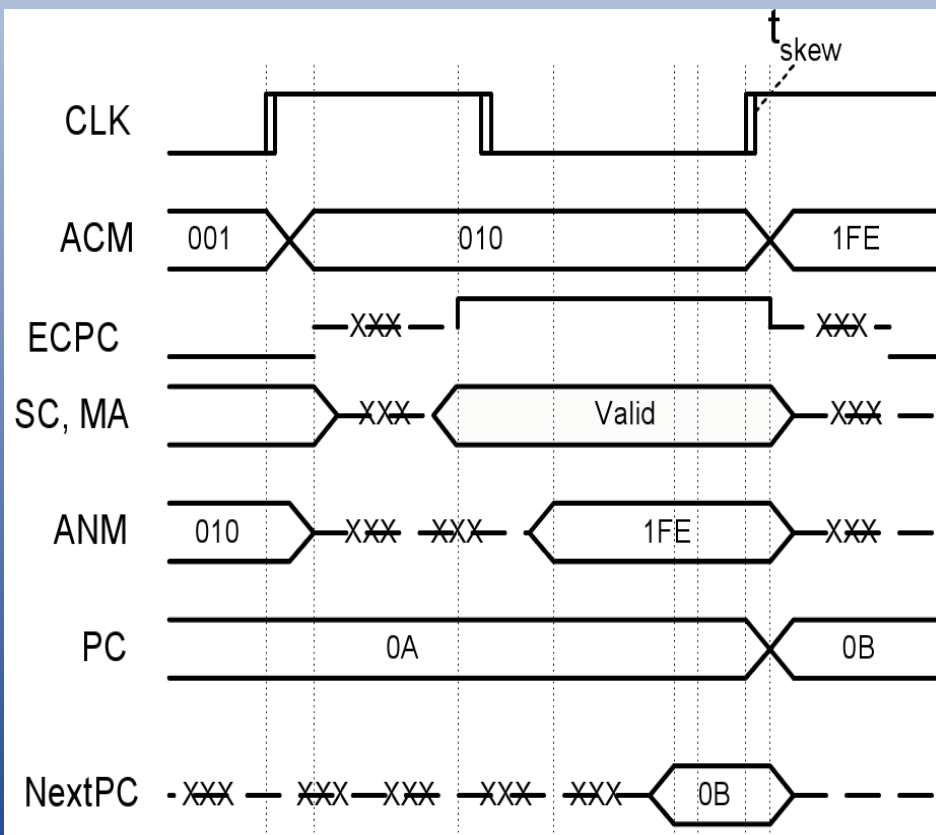 t skew
CLK
ACM 001 010 1FE
ECPC XXX XXX
SC, MA XXX Valid XXX
ANM 010 XXX XXX 1FE XXX
PC 0A 0B
NextPC XXX XXX XXX XXX XXX 0B